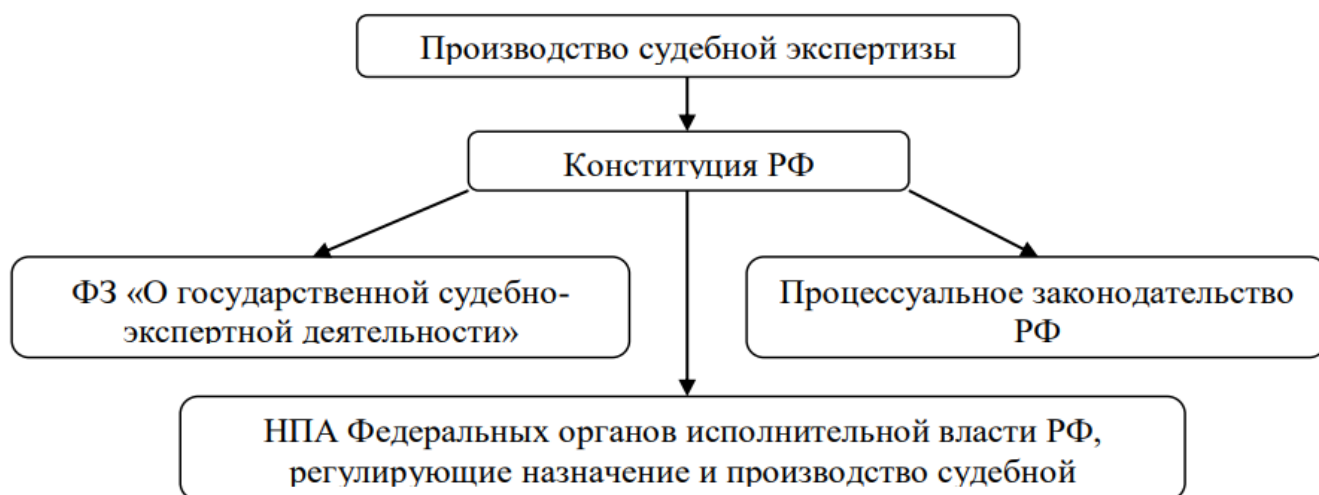 Производство судебной экспертизы
Конституция РФ
ФЗ «О государственной судебно-
экспертной деятельности»
Процессуальное законодательство
РФ
НПА Федеральных органов исполнительной власти РФ,
регулирующие назначение и производство судебной